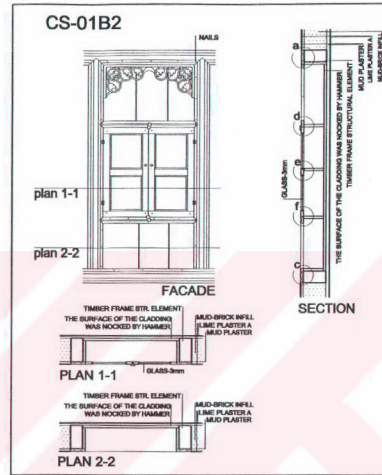 CS-01B2
NAILS
plan 1-1
plan 2-2
FACADE
a
d
e
f
c
GLASS-3mm
MUD-BRICK INFILL
LIME PLASTER A
MUD PLASTER
TIMBER FRAME STRUCTURAL ELEMENT
THE SURFACE OF THE CLADDING WAS NOCKED BY HAMMER
SECTION
TIMBER FRAME STR. ELEMENT
THE SURFACE OF THE CLADDING
WAS NOCKED BY HAMMER
MUD-BRICK INFILL
LIME PLASTER A
MUD PLASTER
GLASS-3mm
PLAN 1-1
TIMBER FRAME STR. ELEMENT
THE SURFACE OF THE CLADDING
WAS NOCKED BY HAMMER
MUD-BRICK INFILL
LIME PLASTER A
MUD PLASTER
PLAN 2-2